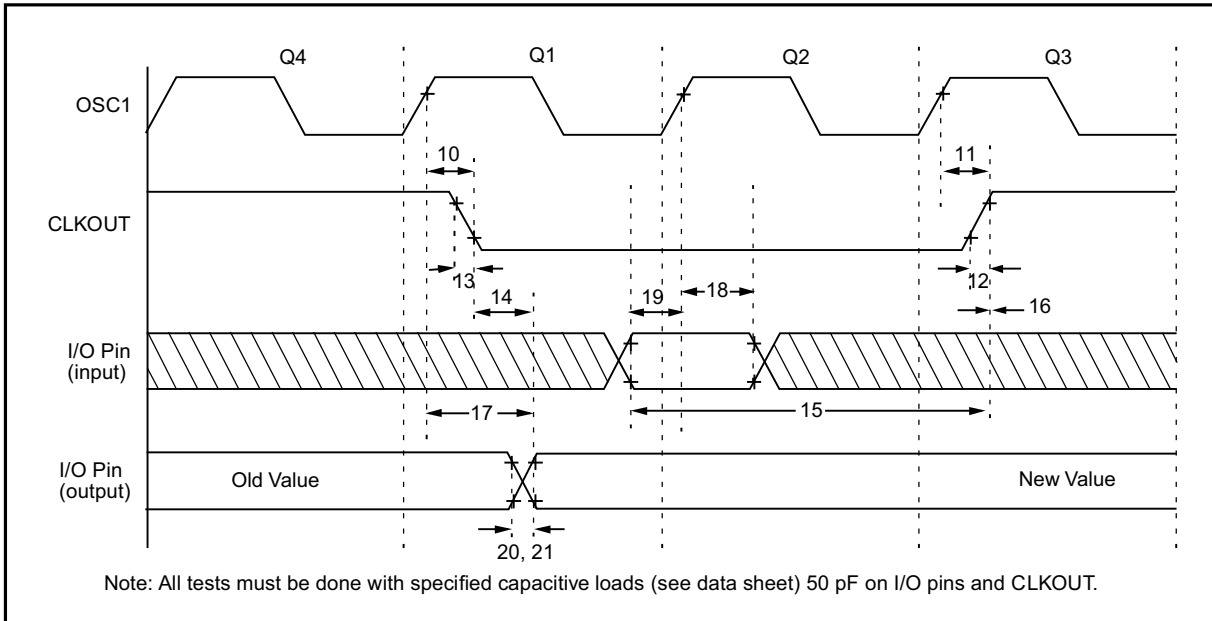 Q4 Q1 Q2 Q3
OSC1
10 11
CLKOUT
13 12
14 19 18 16
I/O Pin
(input)
17 15
I/O Pin
(output)
Old Value New Value
20, 21
Note: All tests must be done with specified capacitive loads (see data sheet) 50 pF on I/O pins and CLKOUT.